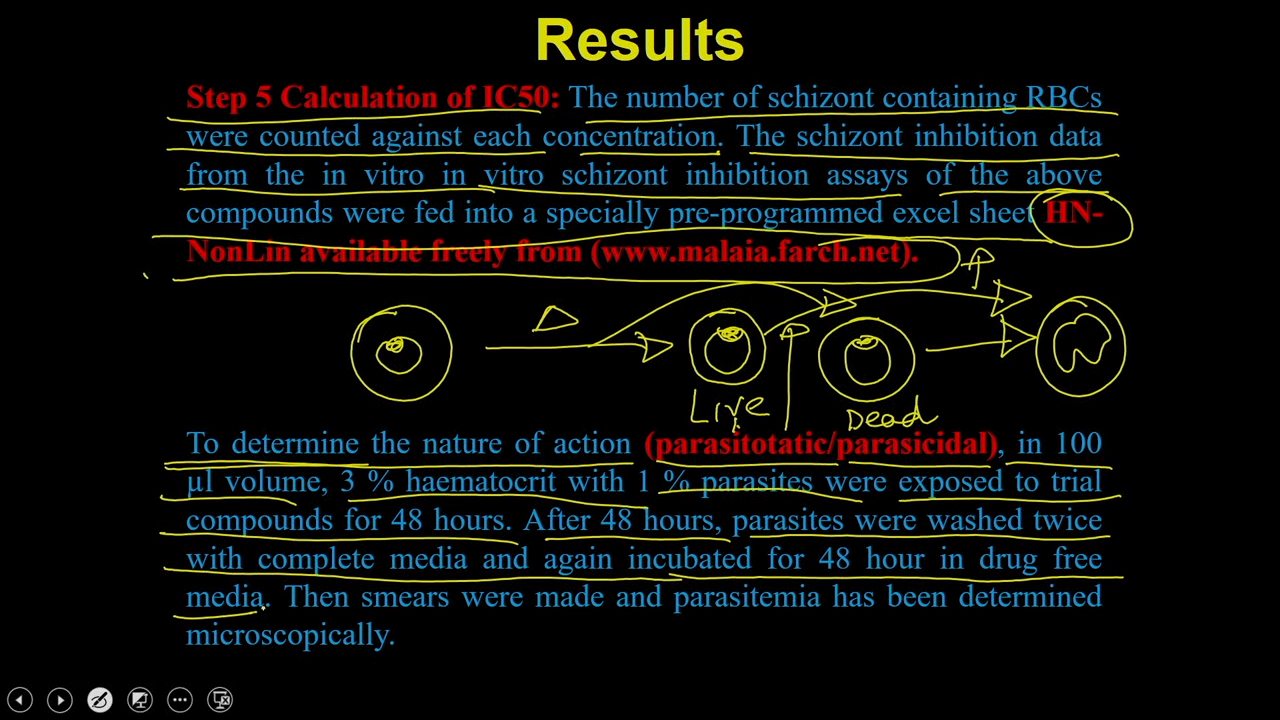 Results
Step 5 Calculation of IC50: The number of schizont containing RBCs
were counted against each concentration. The schizont inhibition data
from the in vitro in vitro schizont inhibition assays of the above
compounds were fed into a specially pre-programmed excel sheet HN-
NonLin available freely from (www.malaia.farch.net).
Live
Dead
To determine the nature of action (parasitotatic/parasicidal), in 100
µl volume, 3 % haematocrit with 1 % parasites were exposed to trial
compounds for 48 hours. After 48 hours, parasites were washed twice
with complete media and again incubated for 48 hour in drug free
media. Then smears were made and parasitemia has been determined
microscopically.